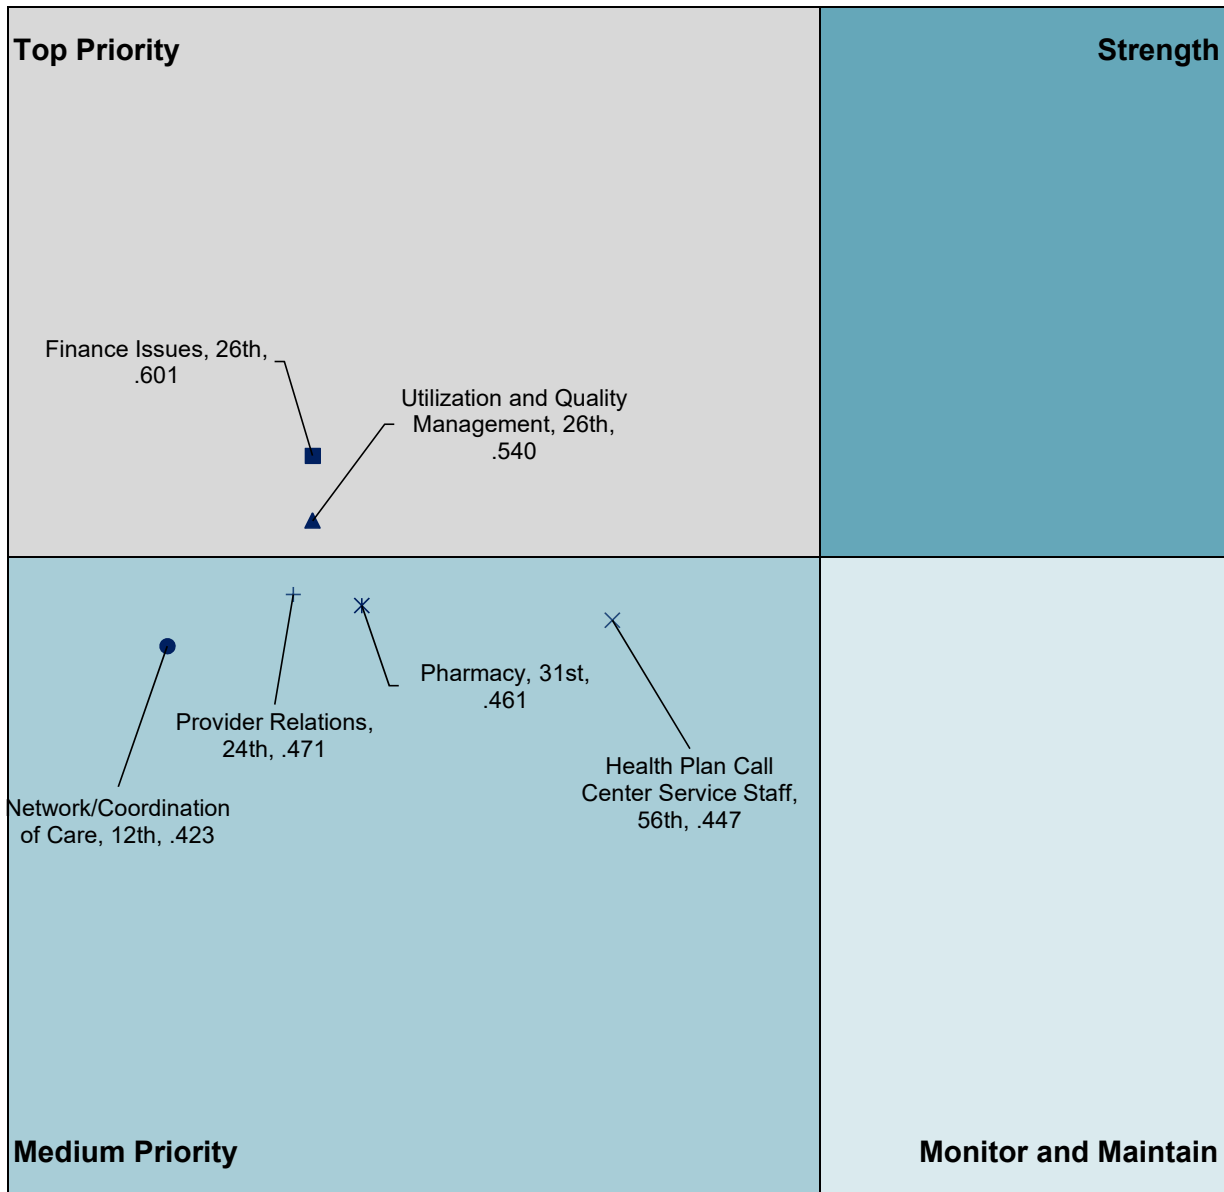 Top Priority
Strength
Finance Issues, 26th,
.601
Utilization and Quality
Management, 26th,
.540
Pharmacy, 31st,
.461
Provider Relations,
24th, .471
Health Plan Call
Center Service Staff,
56th, .447
Network/Coordination
of Care, 12th, .423
Medium Priority
Monitor and Maintain